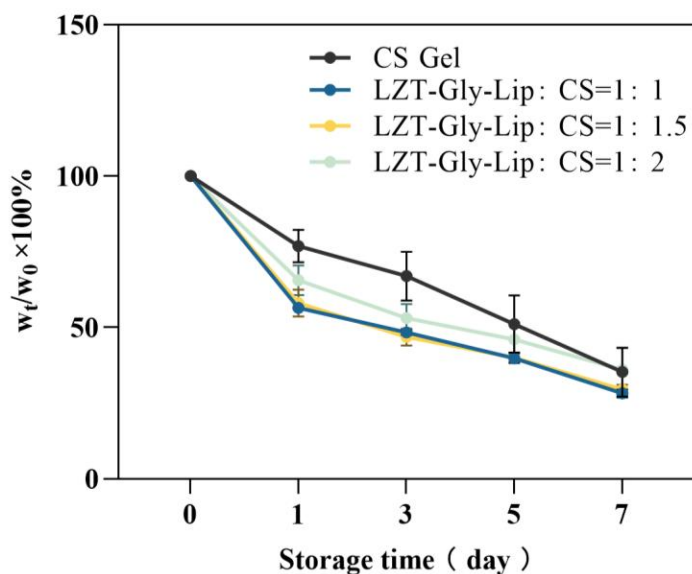 150
CS Gel
LZT-Gly-Lip: CS=1: 1
LZT-Gly-Lip: CS=1: 1.5
LZT-Gly-Lip: CS=1: 2
100
50
0
wₜ/w₀ ×100%
0 1 3 5 7
Storage time ( day )